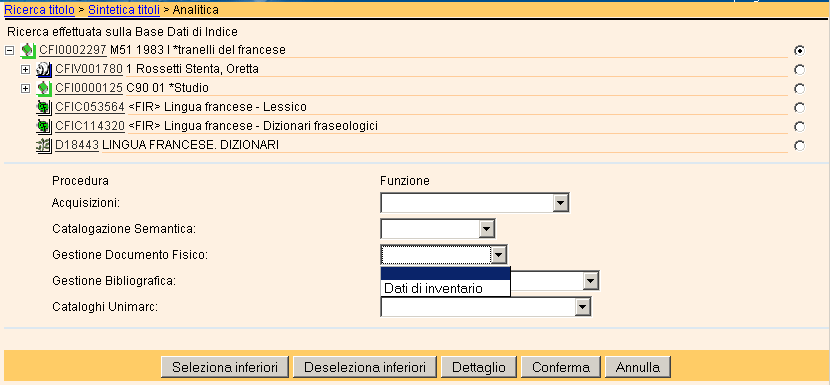 Ricerca titolo > Sintetica titoli > Analitica
Ricerca effettuata sulla Base Dati di Indice
CFI0002297 M51 1983 I *tranelli del francese
CFIV001780 1 Rossetti Stenta, Oretta
CFI0000125 C90 01 *Studio
CFIC053564 <FIR> Lingua francese - Lessico
CFIC114320 <FIR> Lingua francese - Dizionari fraseologici
D18443 LINGUA FRANCESE. DIZIONARI
Procedura Funzione
Acquisizioni:
Catalogazione Semantica:
Gestione Documento Fisico:
Gestione Bibliografica:
Dati di inventario
Cataloghi Unimarc:
Seleziona inferiori Deseleziona inferiori Dettaglio Conferma Annulla